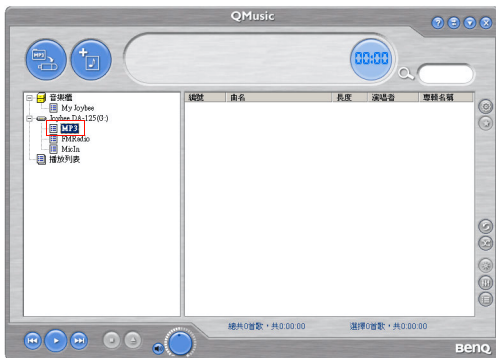 QMusic
MP3
00:00
音樂櫃
My Joybee
Joybee DA-125(G:)
MP3
FMRadio
MicIn
播放列表
編號 曲名 長度 演唱者 專輯名稱
總共0首歌，共0:00:00 選擇0首歌，共0:00:00
BenQ